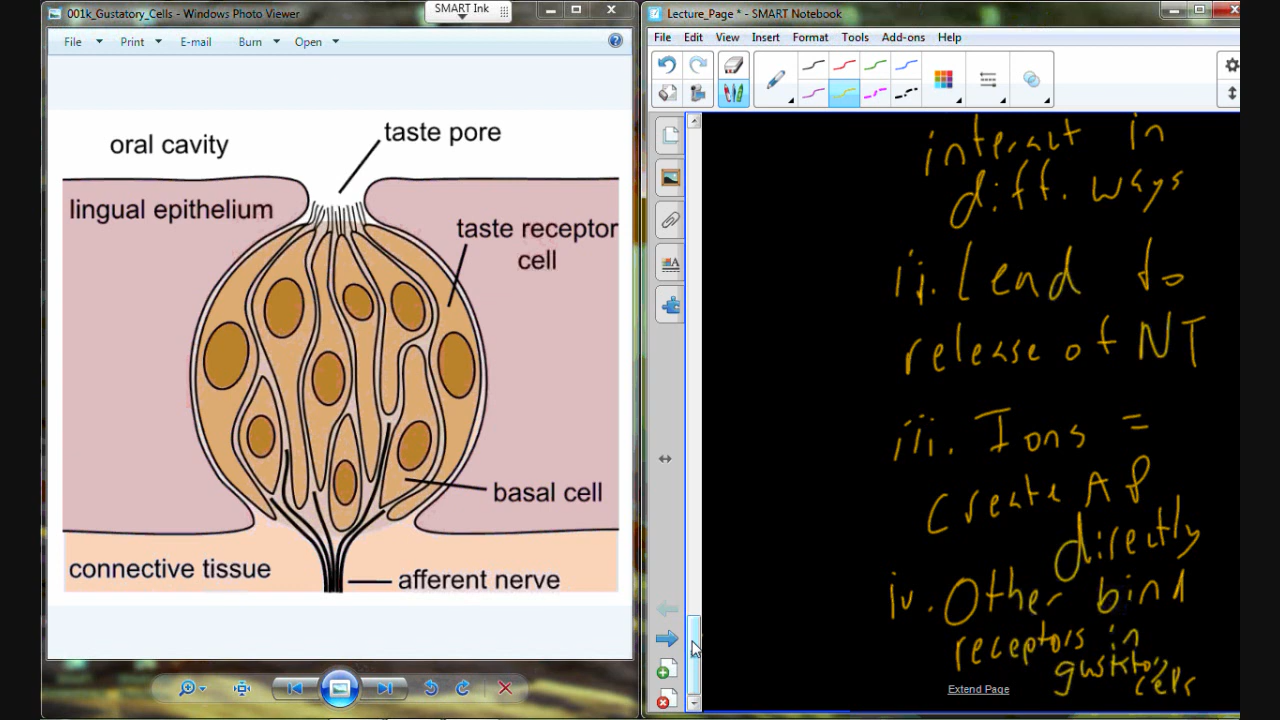 001k_Gustatory_Cells - Windows Photo Viewer
SMART Ink
File Print E-mail Burn Open
oral cavity
taste pore
lingual epithelium
taste receptor
cell
basal cell
connective tissue
afferent nerve
Lecture_Page * - SMART Notebook
File Edit View Insert Format Tools Add-ons Help
interact in
diff. ways
ii. Lead to
release of NT
iii. Ions =
create AP
directly
iv. Other bind
receptors in
gustatory
cells
Extend Page